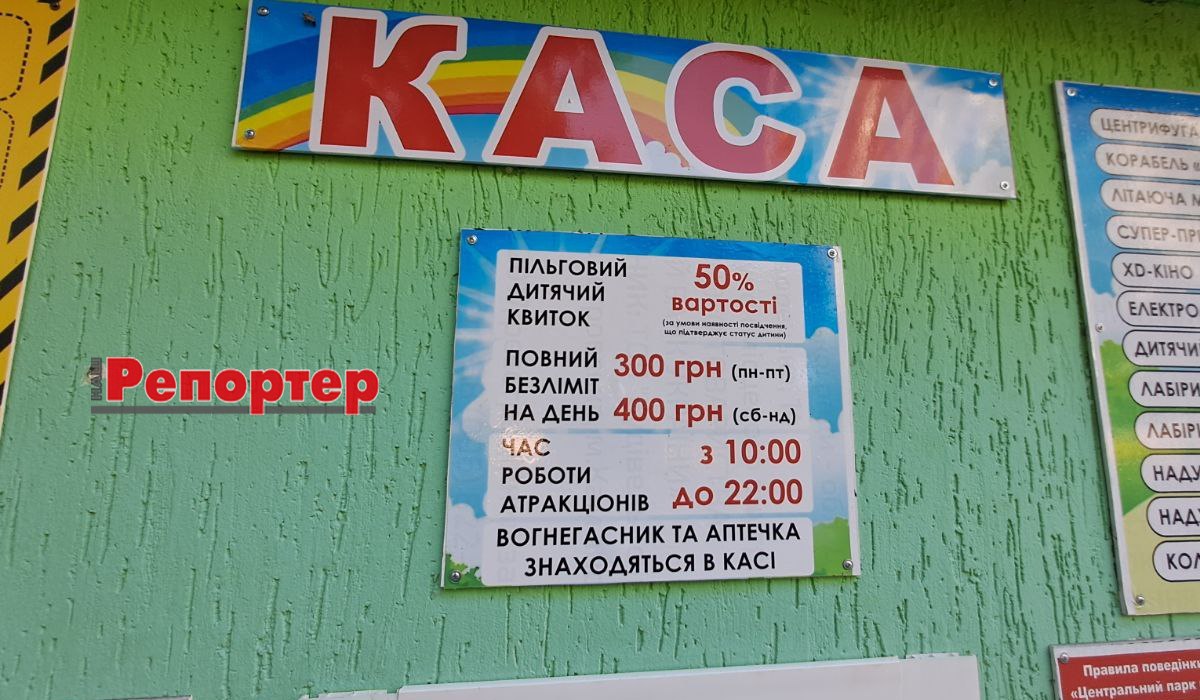 КАСА
ПІЛЬГОВИЙ
ДИТЯЧИЙ
КВИТОК
50%
вартості
(за умови наявності посвідчення,
що підтверджує статус дитини)
ПОВНИЙ
БЕЗЛІМІТ
НА ДЕНЬ
300 грн (пн-пт)
400 грн (сб-нд)
ЧАС
РОБОТИ
АТРАКЦІОНІВ
з 10:00
до 22:00
ВОГНЕГАСНИК ТА АПТЕЧКА
ЗНАХОДЯТЬСЯ В КАСІ
НАШ
Репортер
КОРАБЕЛЬ
ЛІТАЮЧА
XD-КІНО
Правила поведінки
«Центральний парк